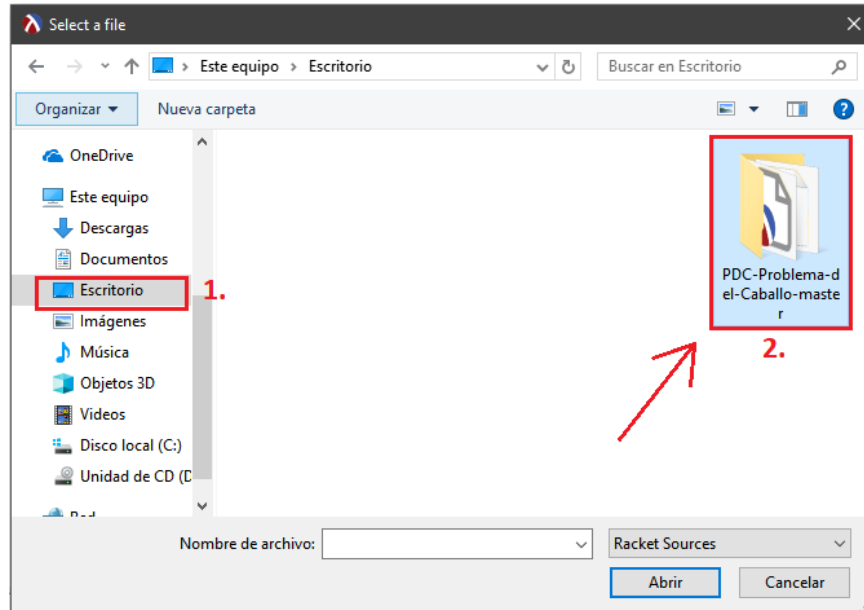 Select a file
Este equipo > Escritorio
Buscar en Escritorio
Organizar
Nueva carpeta
OneDrive
Este equipo
Descargas
Documentos
Escritorio
1.
Imágenes
Música
Objetos 3D
Videos
Disco local (C:)
Unidad de CD (D
PDC-Problema-d
el-Caballo-maste
r
2.
Nombre de archivo:
Racket Sources
Abrir
Cancelar